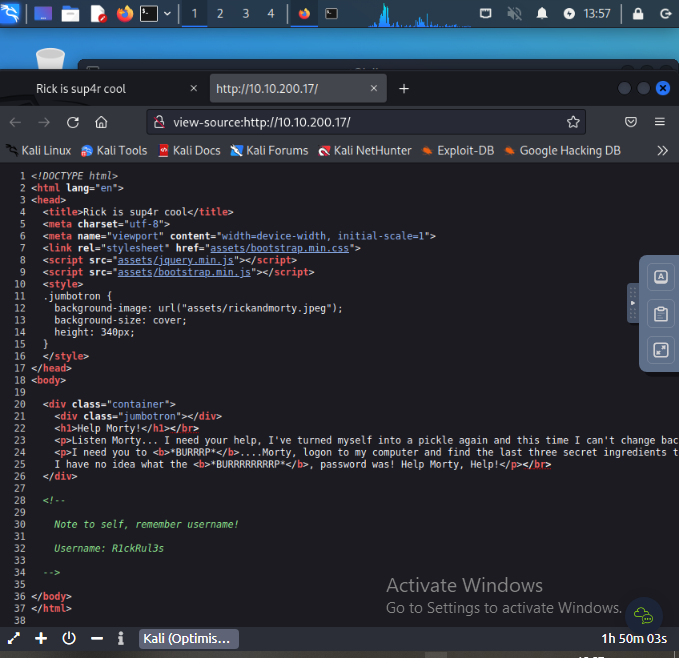 1 2 3 4 13:57
Rick is sup4r cool × http://10.10.200.17/ × +
view-source:http://10.10.200.17/
Kali Linux Kali Tools Kali Docs Kali Forums Kali NetHunter Exploit-DB Google Hacking DB
1 <!DOCTYPE html>
2 <html lang="en">
3 <head>
4 <title>Rick is sup4r cool</title>
5 <meta charset="utf-8">
6 <meta name="viewport" content="width=device-width, initial-scale=1">
7 <link rel="stylesheet" href="assets/bootstrap.min.css">
8 <script src="assets/jquery.min.js"></script>
9 <script src="assets/bootstrap.min.js"></script>
10 <style>
11 .jumbotron {
12 background-image: url("assets/rickandmorty.jpeg");
13 background-size: cover;
14 height: 340px;
15 }
16 </style>
17 </head>
18 <body>
19
20 <div class="container">
21 <div class="jumbotron"></div>
22 <h1>Help Morty!</h1></br>
23 <p>Listen Morty... I need your help, I've turned myself into a pickle again and this time I can't change bac
24 <p>I need you to <b>*BURRRP*</b>....Morty, logon to my computer and find the last three secret ingredients t
25 I have no idea what the <b>*BURRRRRRRRP*</b>, password was! Help Morty, Help!</p></br>
26 </div>
27
28 <!--
29
30 Note to self, remember username!
31
32 Username: R1ckRul3s
33
34 -->
35
36 </body>
37 </html>
38
Activate Windows
Go to Settings to activate Windows.
Kali (Optimis... 1h 50m 03s